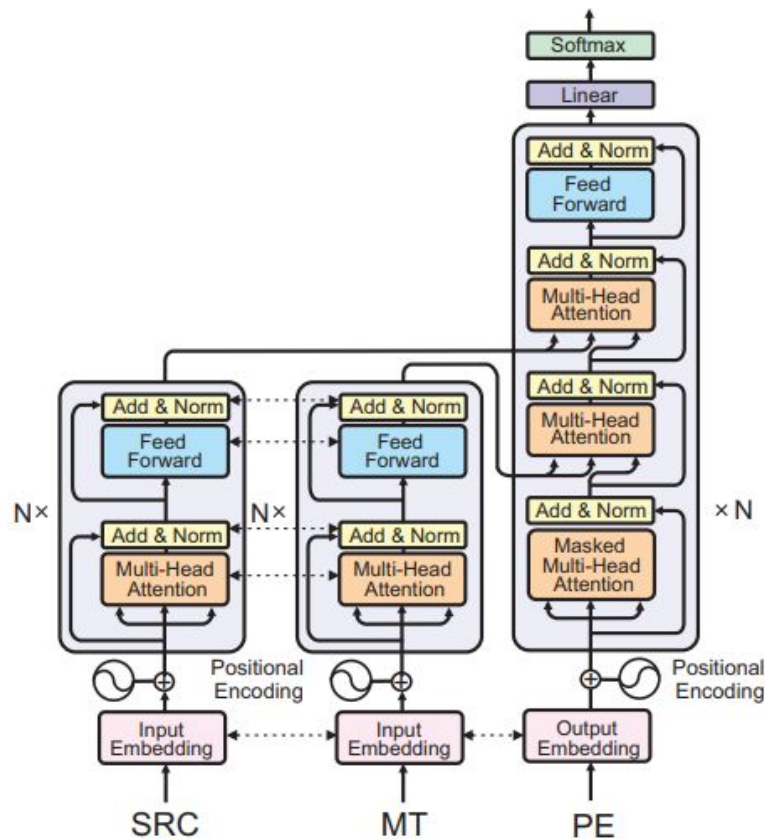 Softmax
Linear
Add & Norm
Feed
Forward
Add & Norm
Multi-Head
Attention
Add & Norm
Multi-Head
Attention
Add & Norm
Masked
Multi-Head
Attention
× N
Positional
Encoding
Output
Embedding
PE
Add & Norm
Feed
Forward
N×
Add & Norm
Multi-Head
Attention
Positional
Encoding
Input
Embedding
SRC
Add & Norm
Feed
Forward
N×
Add & Norm
Multi-Head
Attention
Input
Embedding
MT